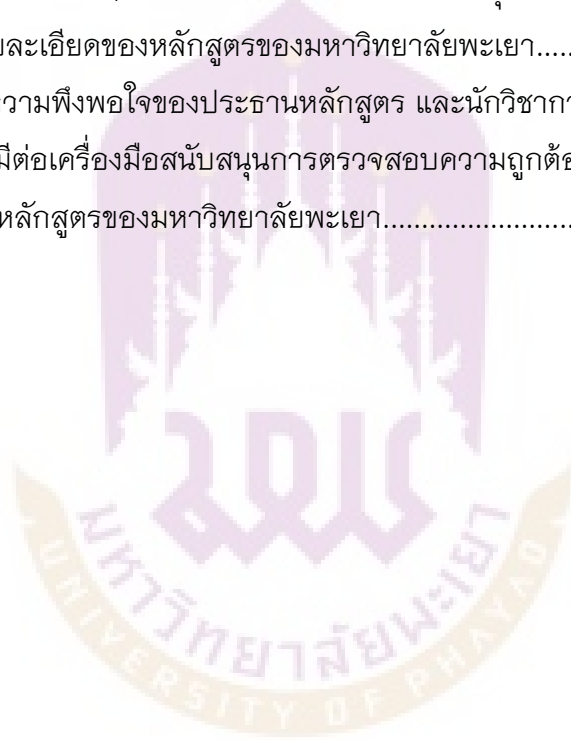 ยละเอียดของหลักสูตรของมหาวิทยาลัยพะเยา.....
ความพึงพอใจของประธานหลักสูตร และนักวิชากา
มีต่อเครื่องมือสนับสนุนการตรวจสอบความถูกต้อ
หลักสูตรของมหาวิทยาลัยพะเยา........................
มพย
มหาวิทยาลัยพะเยา
UNIVERSITY OF PHAYAO